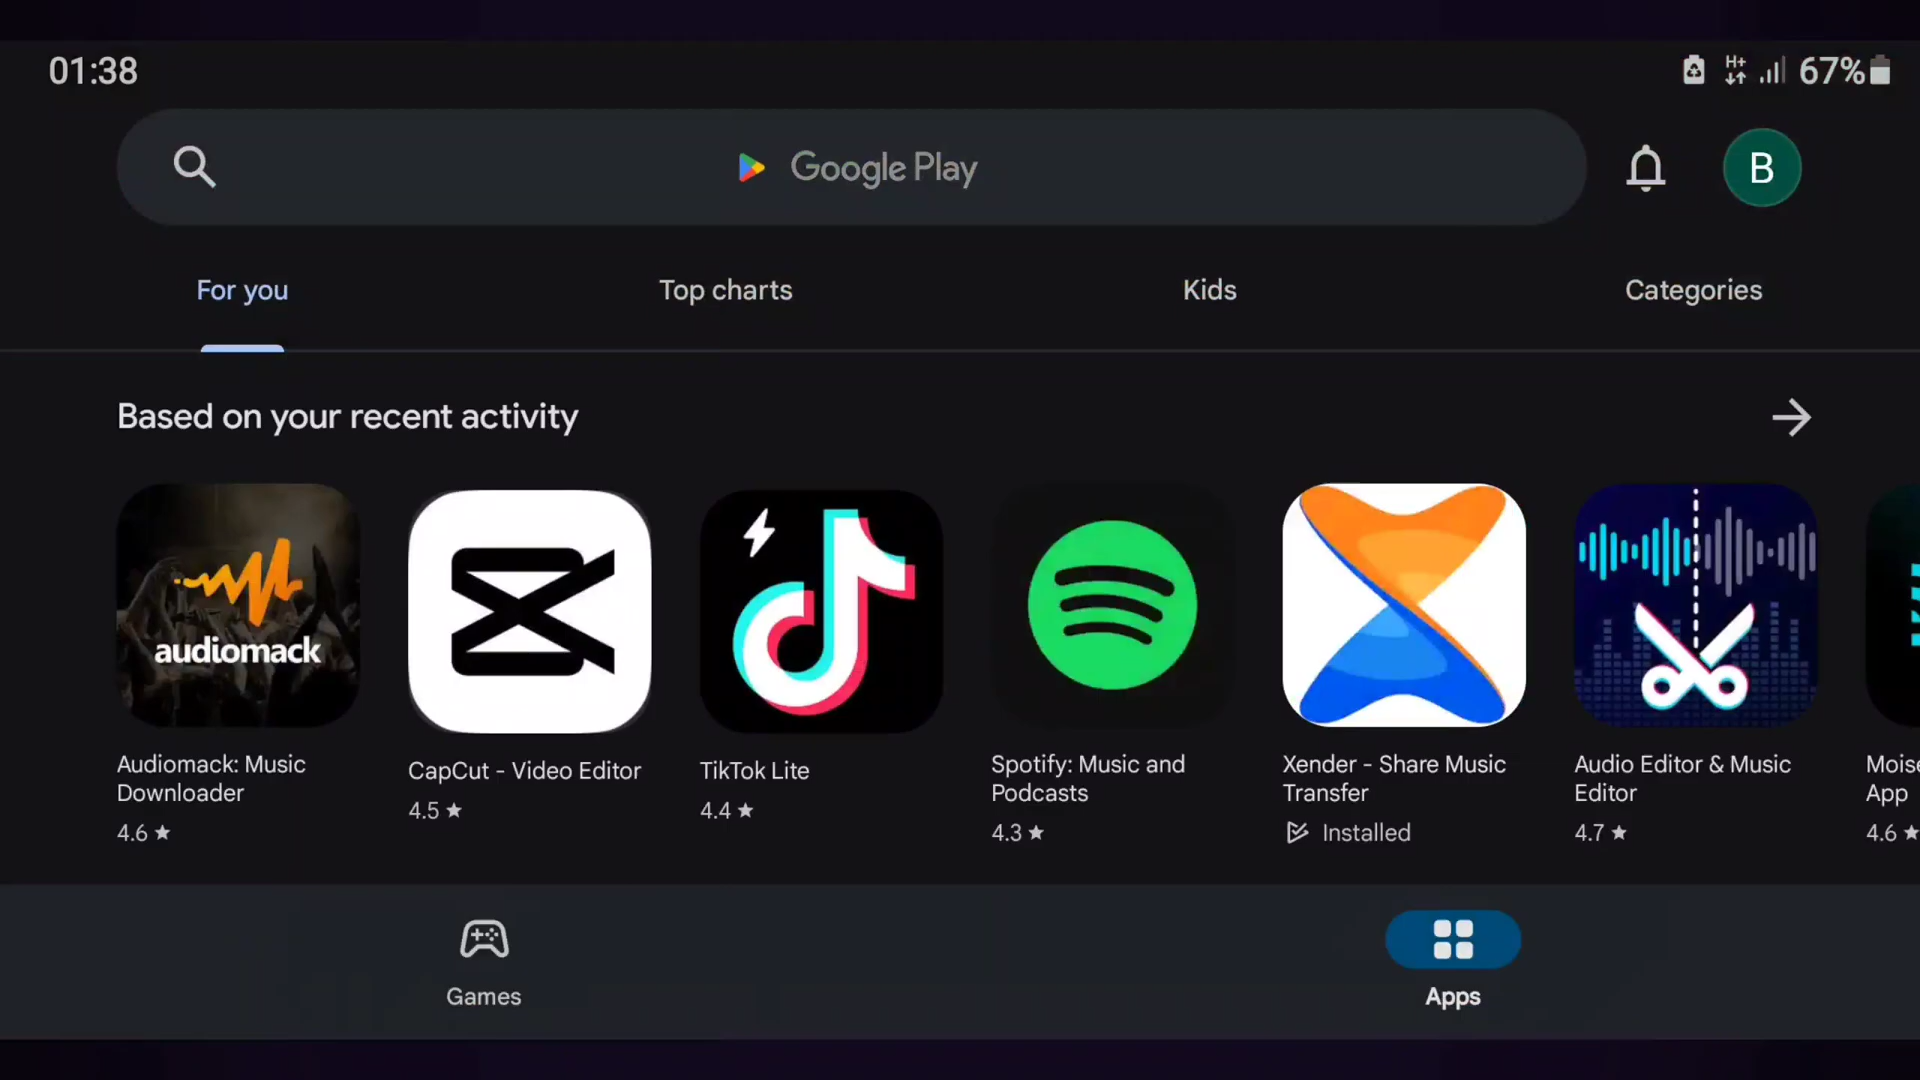 01:38
H+
67%
Google Play
B
For you
Top charts
Kids
Categories
Based on your recent activity
audiomack
Audiomack: Music
Downloader
4.6 ★
CapCut - Video Editor
4.5 ★
TikTok Lite
4.4 ★
Spotify: Music and
Podcasts
4.3 ★
Xender - Share Music
Transfer
Installed
Audio Editor & Music
Editor
4.7 ★
App
4.6 ★
Games
Apps